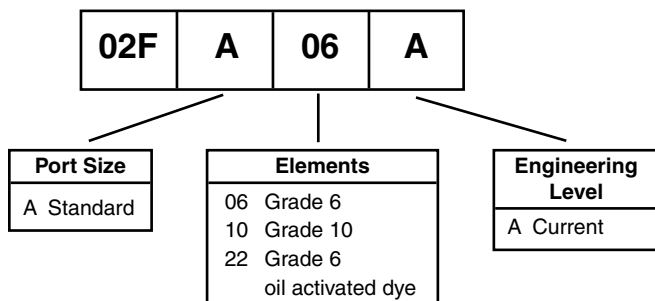 02F A 06 A
Port Size
A Standard
Elements
06 Grade 6
10 Grade 10
22 Grade 6
oil activated dye
Engineering
Level
A Current